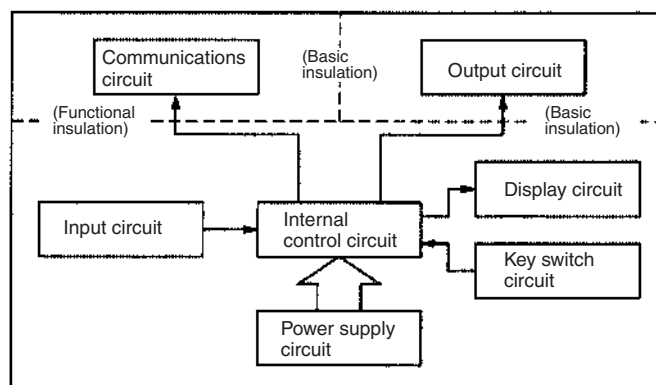 Communications
circuit
(Basic
insulation)
Output circuit
(Functional
insulation)
(Basic
insulation)
Input circuit
Internal
control circuit
Display circuit
Key switch
circuit
Power supply
circuit